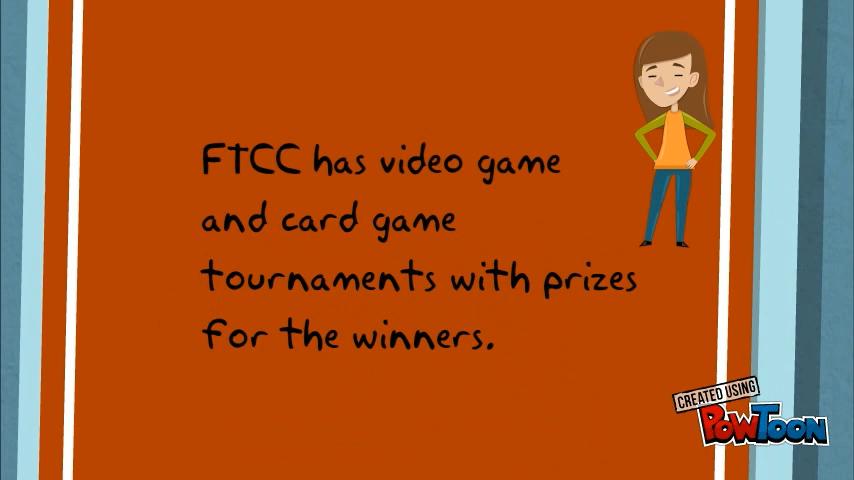 FTCC has video game
and card game
tournaments with prizes
for the winners.
CREATED USING
POWTOON